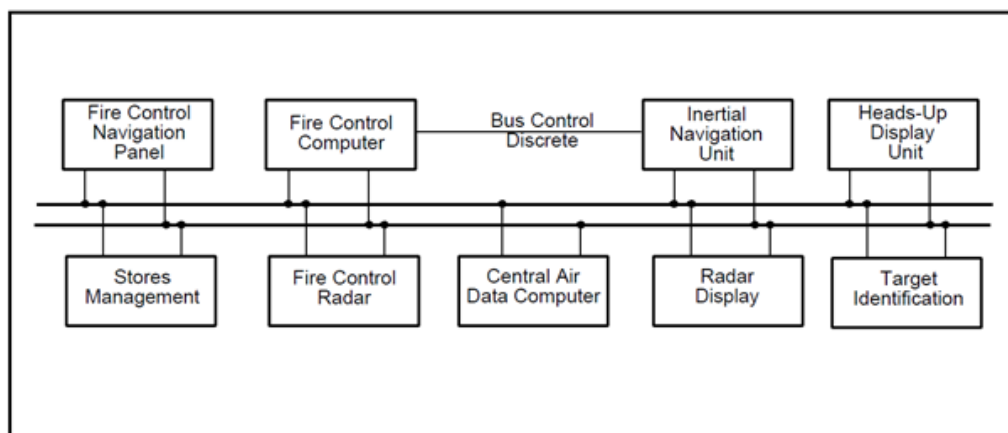 Fire Control
Navigation
Panel
Fire Control
Computer
Bus Control
Discrete
Inertial
Navigation
Unit
Heads-Up
Display
Unit
Stores
Management
Fire Control
Radar
Central Air
Data Computer
Radar
Display
Target
Identification